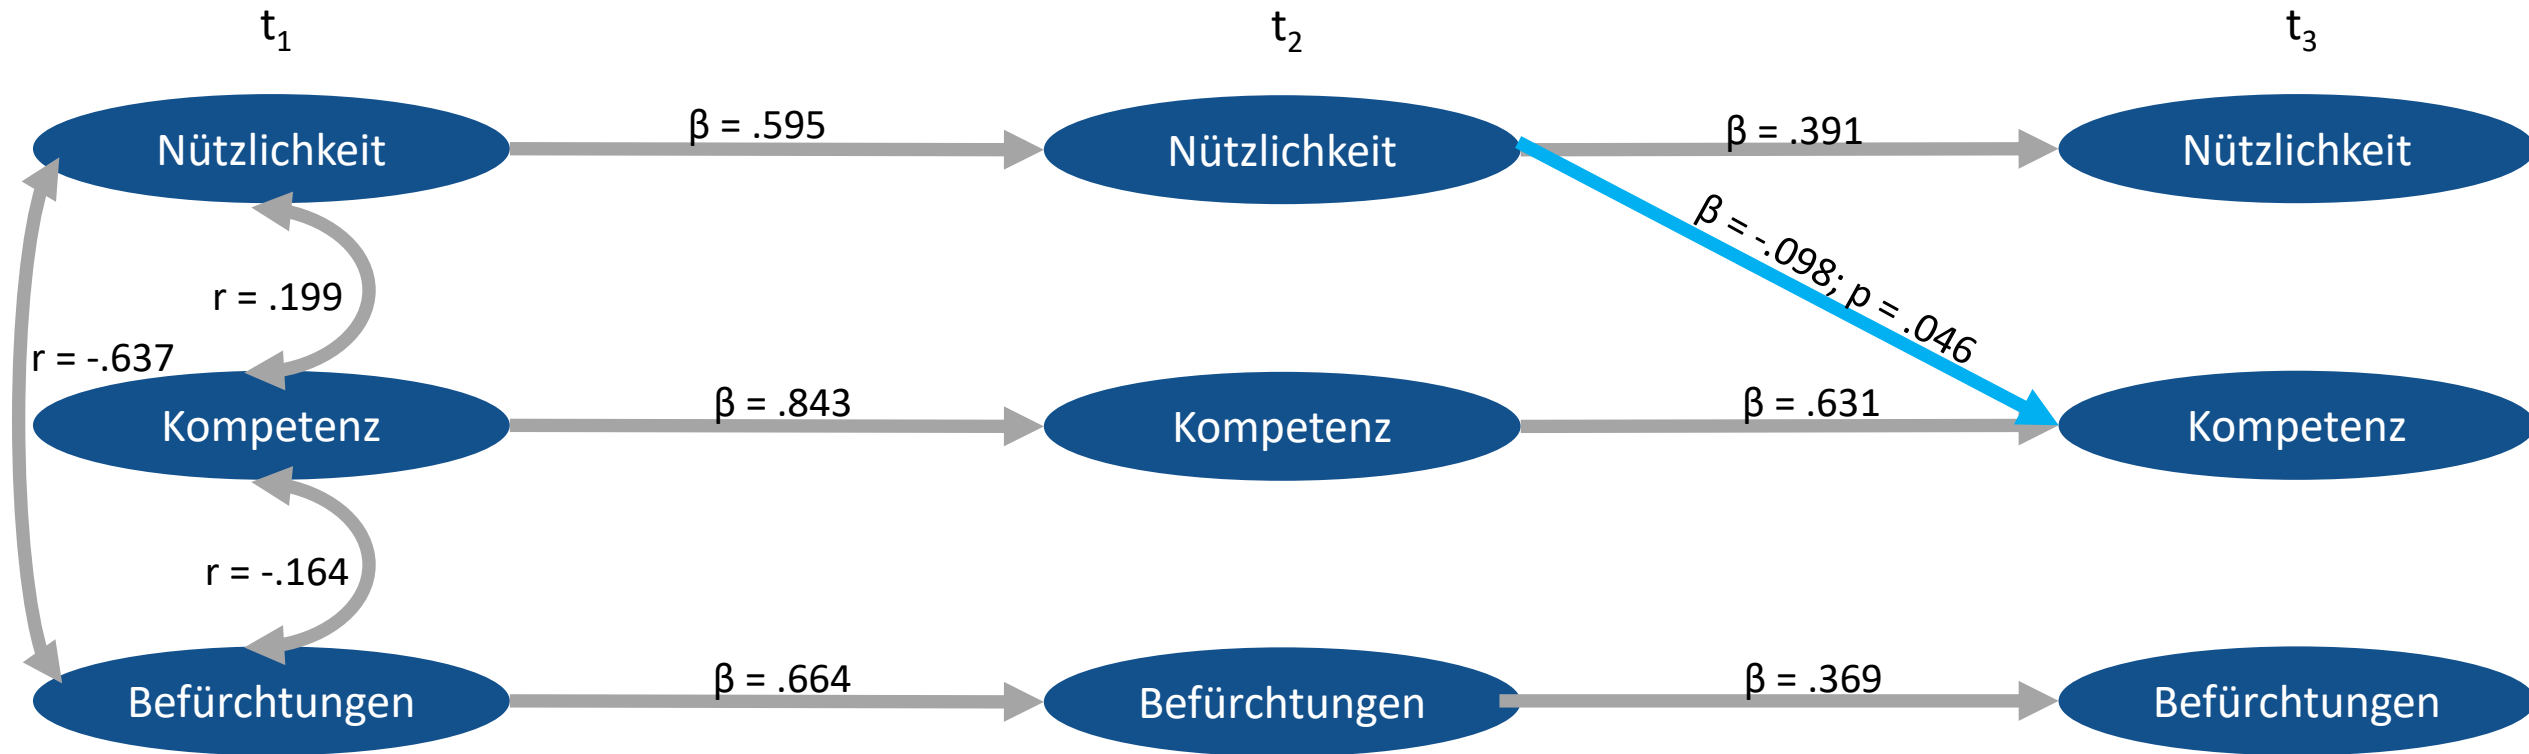 t₁
t₂
t₃
β = .595
β = .391
Nützlichkeit
Nützlichkeit
Nützlichkeit
β = -.098; p = .046
r = .199
r = -.637
β = .843
β = .631
Kompetenz
Kompetenz
Kompetenz
r = -.164
β = .664
β = .369
Befürchtungen
Befürchtungen
Befürchtungen